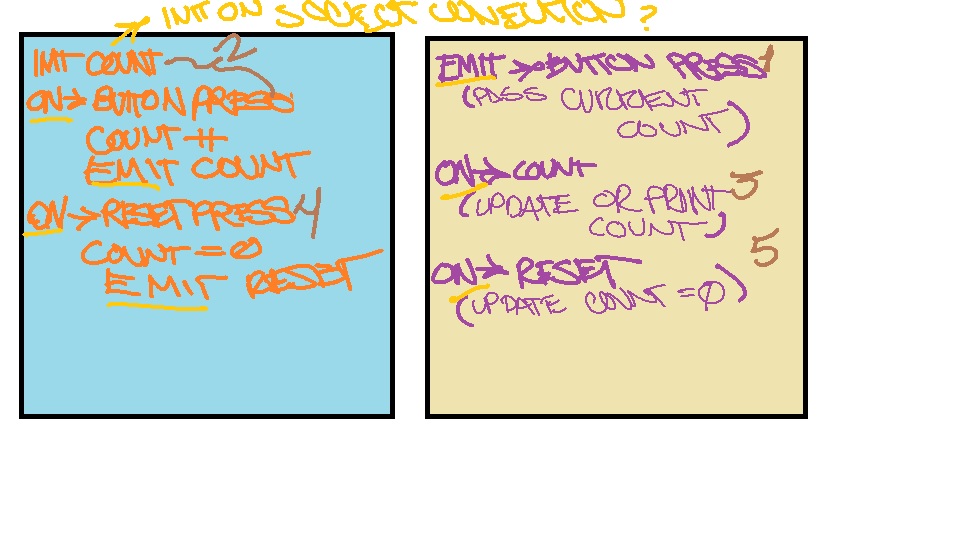 INIT ON SOCKET CONECTION ?
INT COUNT 2
ON → BUTTON PRESS
COUNT ++
EMIT COUNT
ON → RESET PRESS 4
COUNT = 0
EMIT RESET
EMIT → BUTTON PRESS 1
(PASS CURRENT
COUNT)
ON → COUNT
3
(UPDATE OR PRINT
COUNT)
5
ON → RESET
(UPDATE COUNT = 0)